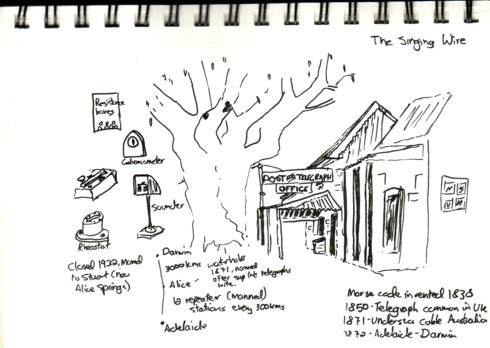 The Singing Wire
Resistance
boxes
Galvanometer
Sounder
Rheostat
Closed 1932, Moved
to Stuart (now
Alice Springs)
POST & TELEGRAPH
OFFICE
• Darwin
3000kms
waterhole
1871, named
after sup't of telegraphs
wife.
Alice -
repeater (manned)
stations every 300kms
• Adelaide
Morse code invented 1838
1850 - Telegraph common in UK
1871 - Undersea Cable Australia
1872 - Adelaide - Darwin